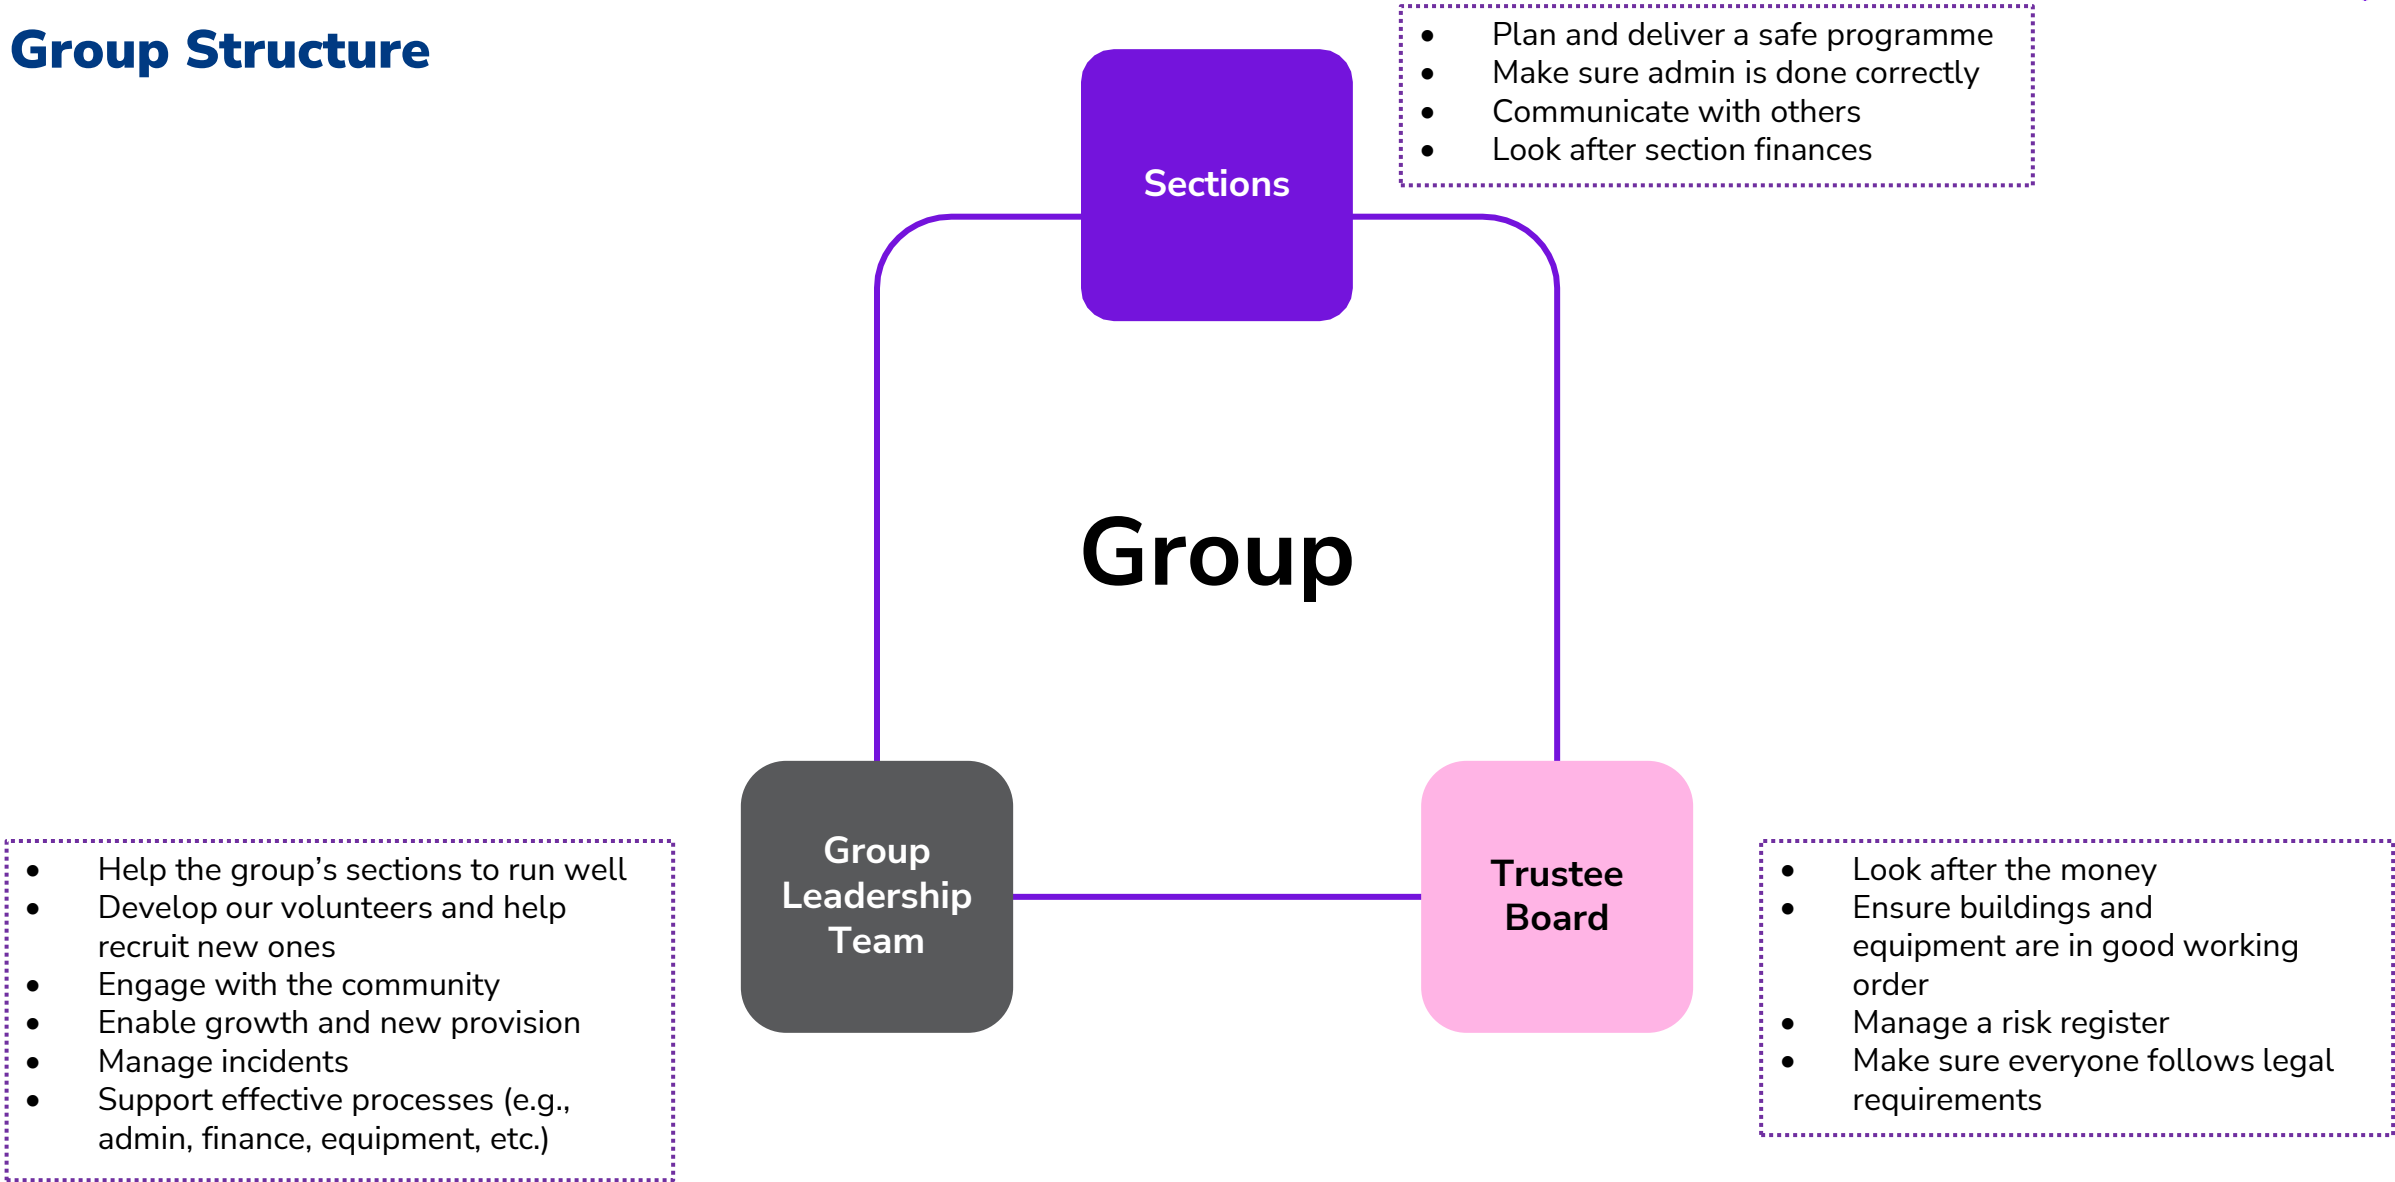 Group Structure
• Plan and deliver a safe programme
• Make sure admin is done correctly
• Communicate with others
• Look after section finances
Sections
Group
Group
Leadership
Team
Trustee
Board
• Help the group’s sections to run well
• Develop our volunteers and help
recruit new ones
• Engage with the community
• Enable growth and new provision
• Manage incidents
• Support effective processes (e.g.,
admin, finance, equipment, etc.)
• Look after the money
• Ensure buildings and
equipment are in good working
order
• Manage a risk register
• Make sure everyone follows legal
requirements